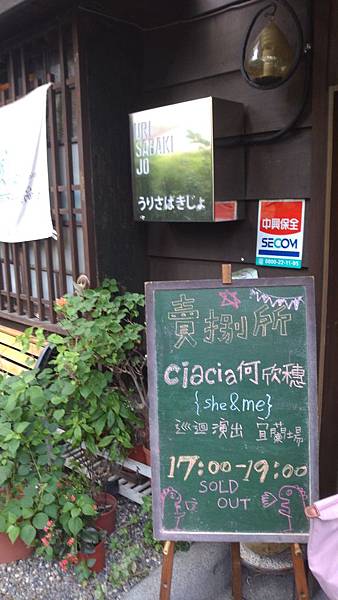 URI
SABAKI
JO
うりさばきじょ
中興保全
SECOM
0800-22-11-95
賣捌所
ciacia何欣穗
{she&me}
巡迴演出 宜蘭場
17:00-19:00
SOLD
OUT